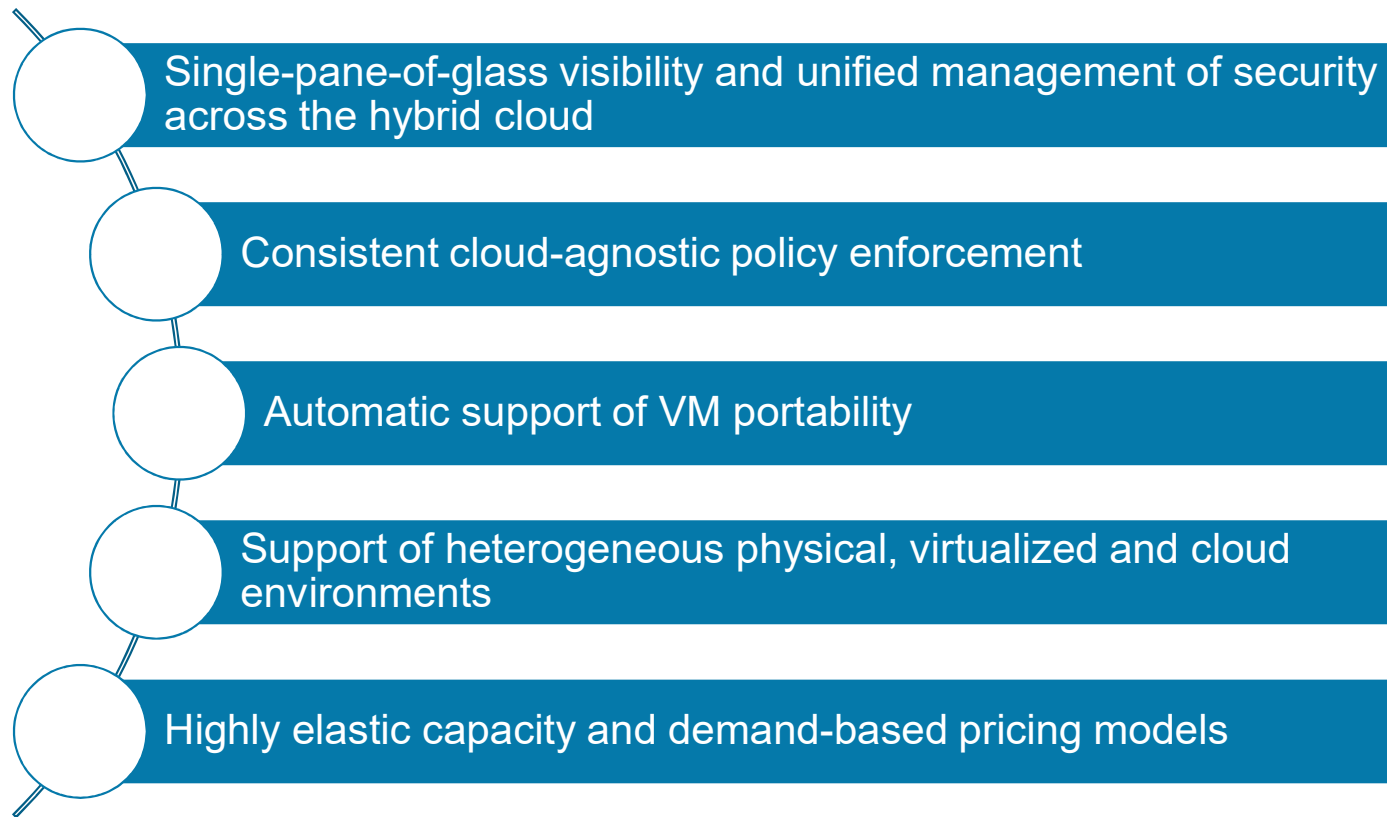 Single-pane-of-glass visibility and unified management of security
across the hybrid cloud
Consistent cloud-agnostic policy enforcement
Automatic support of VM portability
Support of heterogeneous physical, virtualized and cloud
environments
Highly elastic capacity and demand-based pricing models